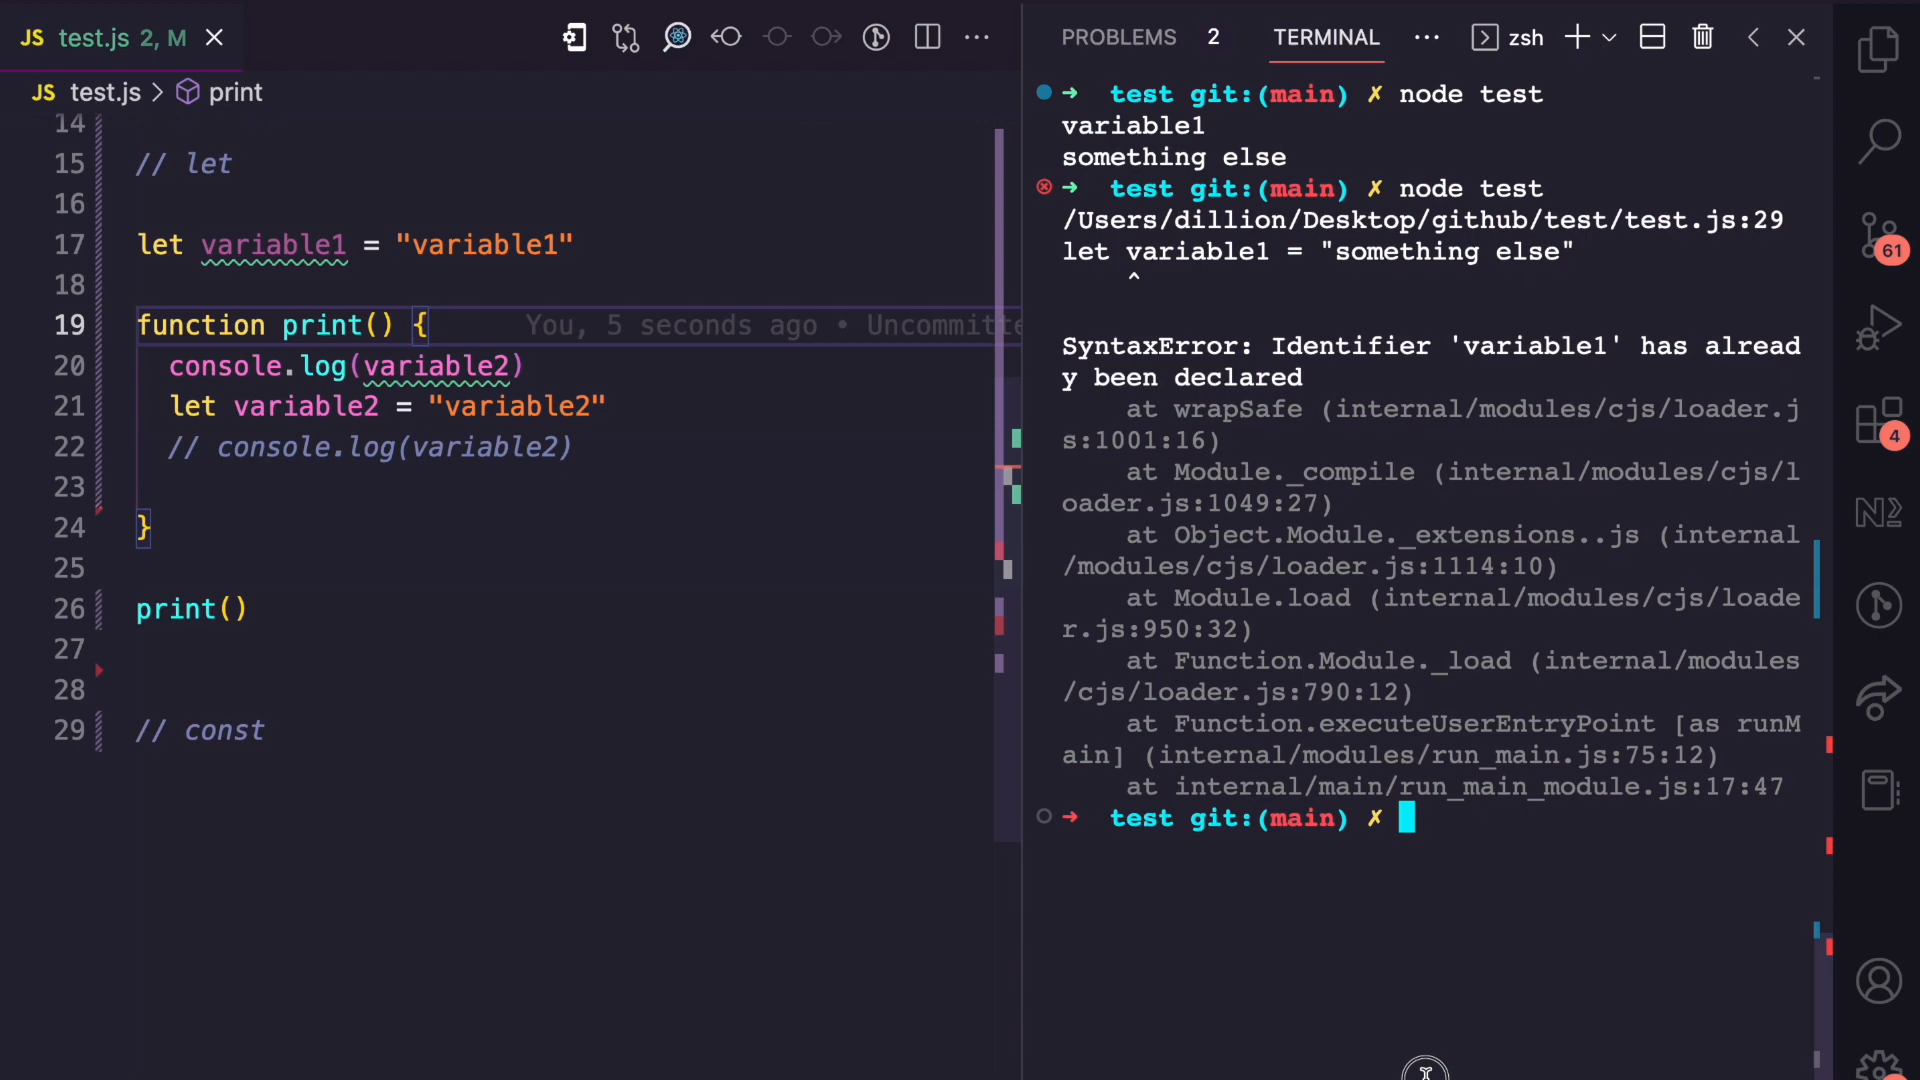 JS test.js 2, M
JS test.js > print
14
15 // let
16
17 let variable1 = "variable1"
18
19 function print() { You, 5 seconds ago • Uncommitte
20 console.log(variable2)
21 let variable2 = "variable2"
22 // console.log(variable2)
23
24 }
25
26 print()
27
28
29 // const
PROBLEMS 2 TERMINAL ... zsh
➜ test git:(main) ✗ node test
variable1
something else
➜ test git:(main) ✗ node test
/Users/dillion/Desktop/github/test/test.js:29
let variable1 = "something else"
^
SyntaxError: Identifier 'variable1' has alread
y been declared
at wrapSafe (internal/modules/cjs/loader.j
s:1001:16)
at Module._compile (internal/modules/cjs/l
oader.js:1049:27)
at Object.Module._extensions..js (internal
/modules/cjs/loader.js:1114:10)
at Module.load (internal/modules/cjs/loade
r.js:950:32)
at Function.Module._load (internal/modules
/cjs/loader.js:790:12)
at Function.executeUserEntryPoint [as runM
ain] (internal/modules/run_main.js:75:12)
at internal/main/run_main_module.js:17:47
➜ test git:(main) ✗
61
4